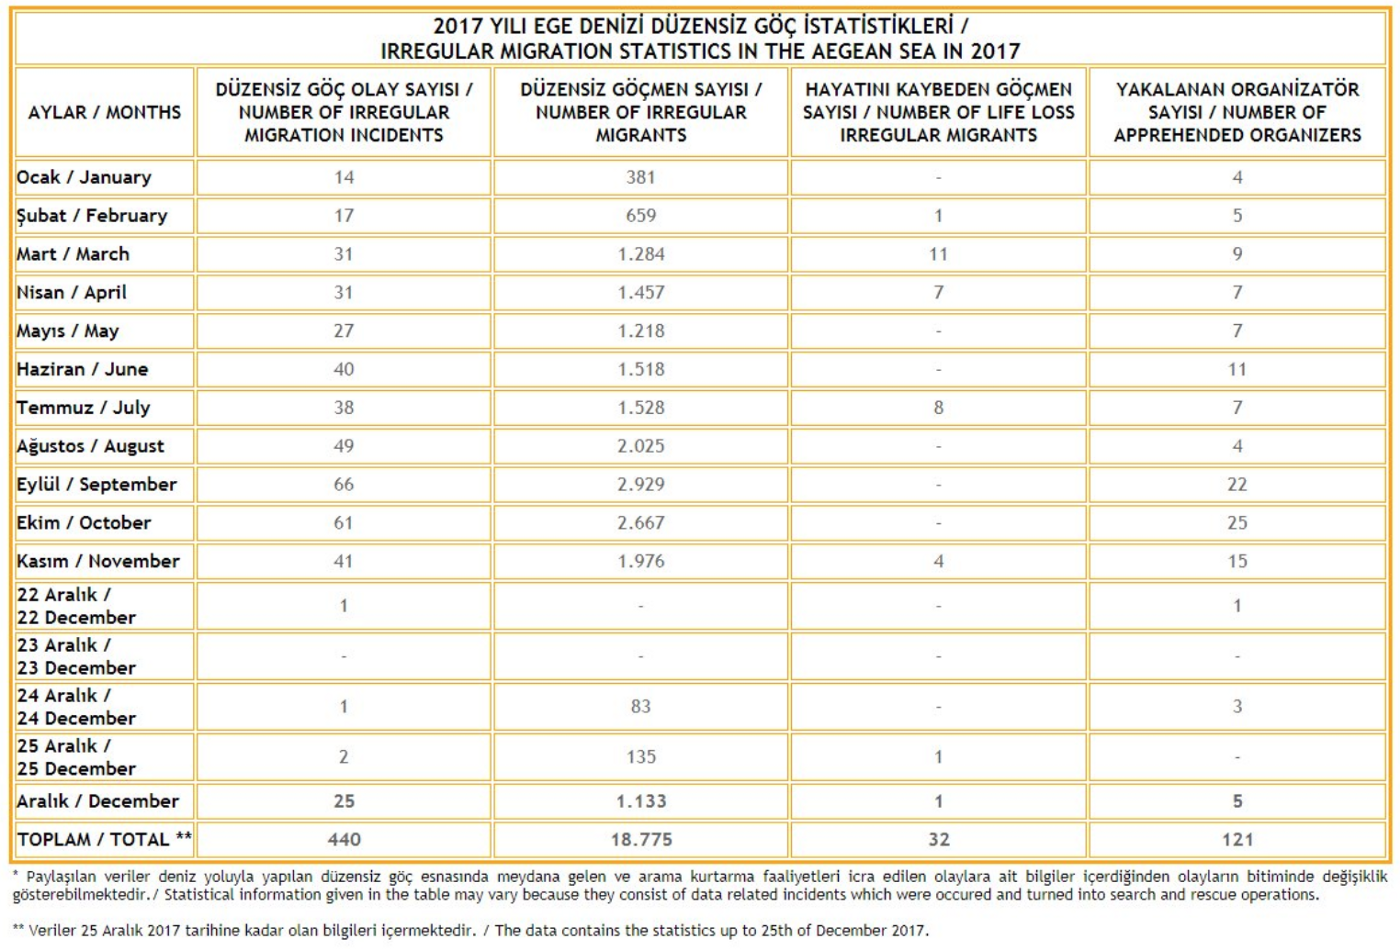 2017 YILI EGE DENİZİ DÜZENSİZ GÖÇ İSTATİSTİKLERİ /
IRREGULAR MIGRATION STATISTICS IN THE AEGEAN SEA IN 2017
AYLAR / MONTHS
DÜZENSİZ GÖÇ OLAY SAYISI /
NUMBER OF IRREGULAR
MIGRATION INCIDENTS
DÜZENSİZ GÖÇMEN SAYISI /
NUMBER OF IRREGULAR
MIGRANTS
HAYATINI KAYBEDEN GÖÇMEN
SAYISI / NUMBER OF LIFE LOSS
IRREGULAR MIGRANTS
YAKALANAN ORGANİZATÖR
SAYISI / NUMBER OF
APPREHENDED ORGANIZERS
Ocak / January 14 381 - 4
Şubat / February 17 659 1 5
Mart / March 31 1.284 11 9
Nisan / April 31 1.457 7 7
Mayıs / May 27 1.218 - 7
Haziran / June 40 1.518 - 11
Temmuz / July 38 1.528 8 7
Ağustos / August 49 2.025 - 4
Eylül / September 66 2.929 - 22
Ekim / October 61 2.667 - 25
Kasım / November 41 1.976 4 15
22 Aralık /
22 December 1 - - 1
23 Aralık /
23 December - - - -
24 Aralık /
24 December 1 83 - 3
25 Aralık /
25 December 2 135 1 -
Aralık / December 25 1.133 1 5
TOPLAM / TOTAL ** 440 18.775 32 121
* Paylaşılan veriler deniz yoluyla yapılan düzensiz göç esnasında meydana gelen ve arama kurtarma faaliyetleri icra edilen olaylara ait bilgiler içerdiğinden olayların bitiminde değişiklik
gösterebilmektedir./ Statistical information given in the table may vary because they consist of data related incidents which were occured and turned into search and rescue operations.
** Veriler 25 Aralık 2017 tarihine kadar olan bilgileri içermektedir. / The data contains the statistics up to 25th of December 2017.